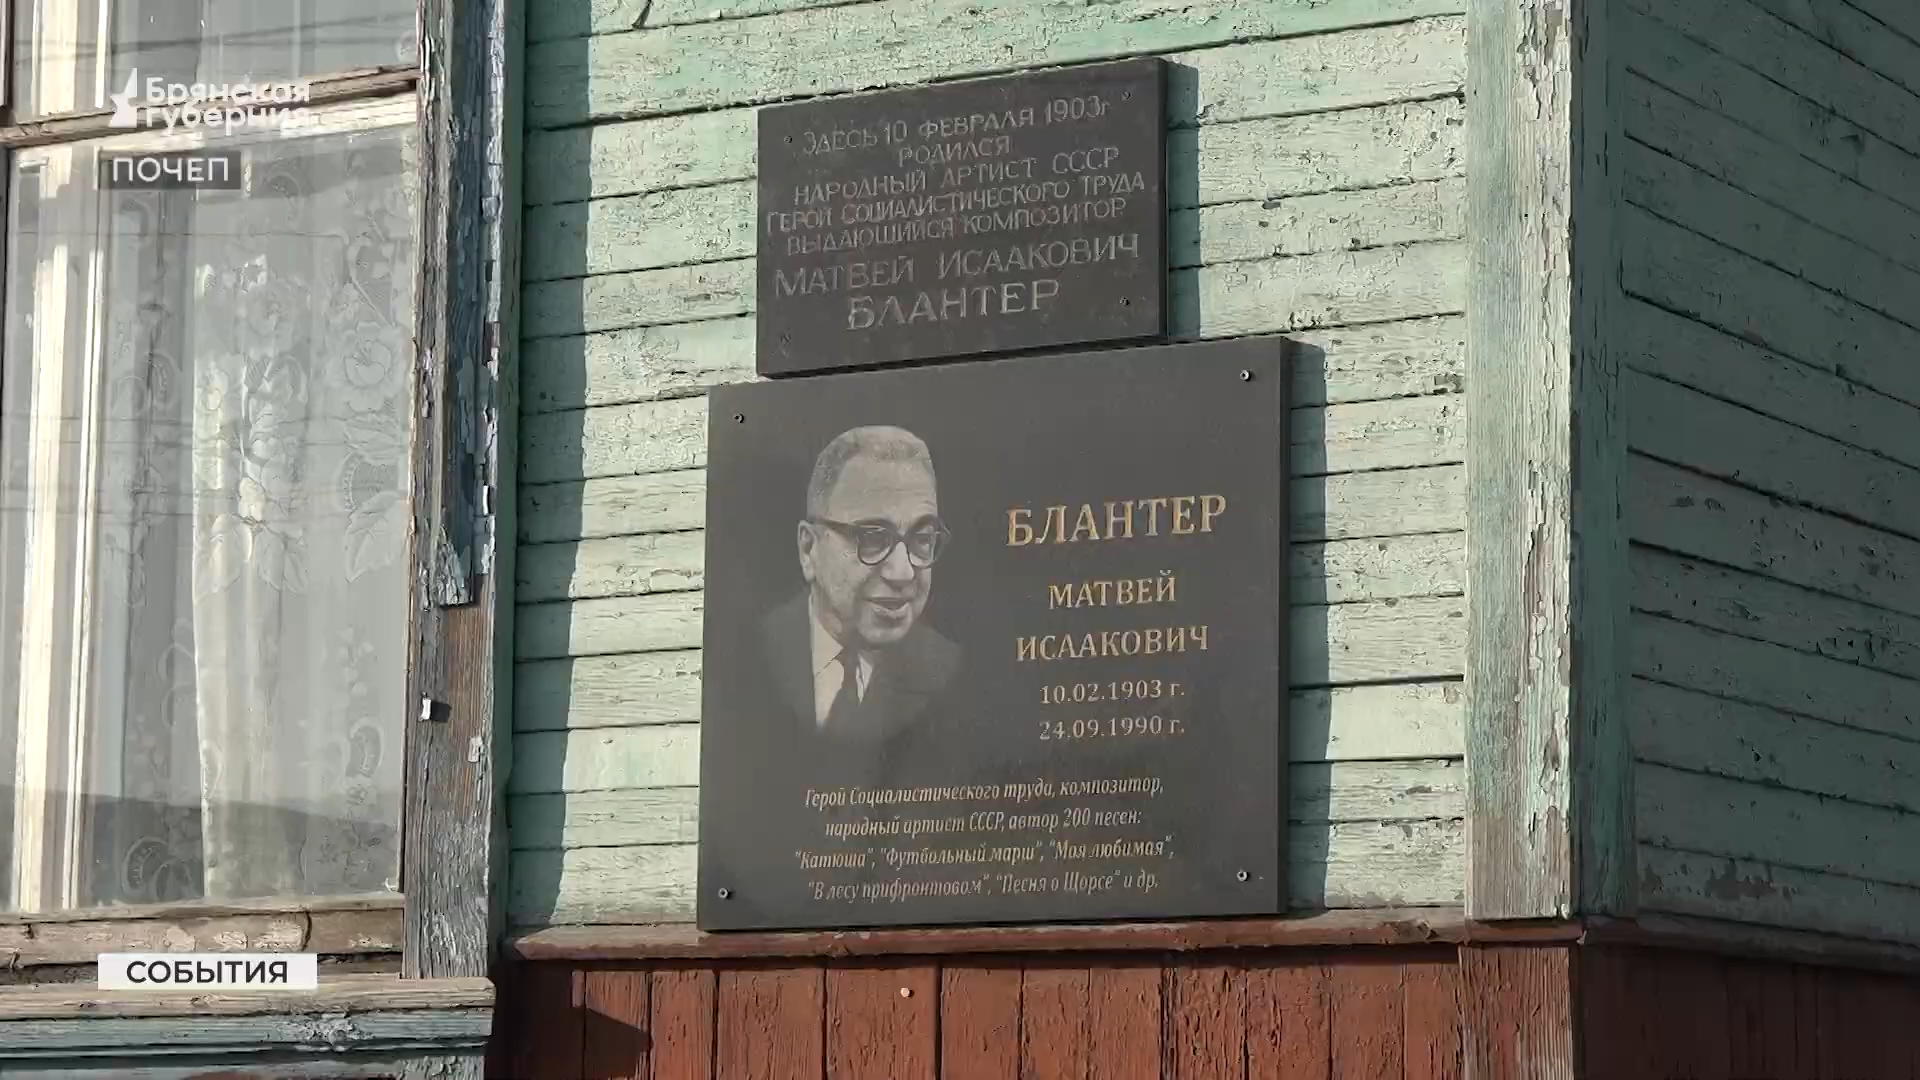 Брянская
Губерния
ПОЧЕП
ЗДЕСЬ 10 ФЕВРАЛЯ 1903г
РОДИЛСЯ
НАРОДНЫЙ АРТИСТ СССР
ГЕРОЙ СОЦИАЛИСТИЧЕСКОГО ТРУДА
ВЫДАЮЩИЙСЯ КОМПОЗИТОР
МАТВЕЙ ИСААКОВИЧ
БЛАНТЕР
БЛАНТЕР
МАТВЕЙ
ИСААКОВИЧ
10.02.1903 г.
24.09.1990 г.
Герой Социалистического труда, композитор,
народный артист СССР, автор 200 песен:
"Катюша", "Футбольный марш", "Моя любимая",
"В лесу прифронтовом", "Песня о Щорсе" и др.
СОБЫТИЯ